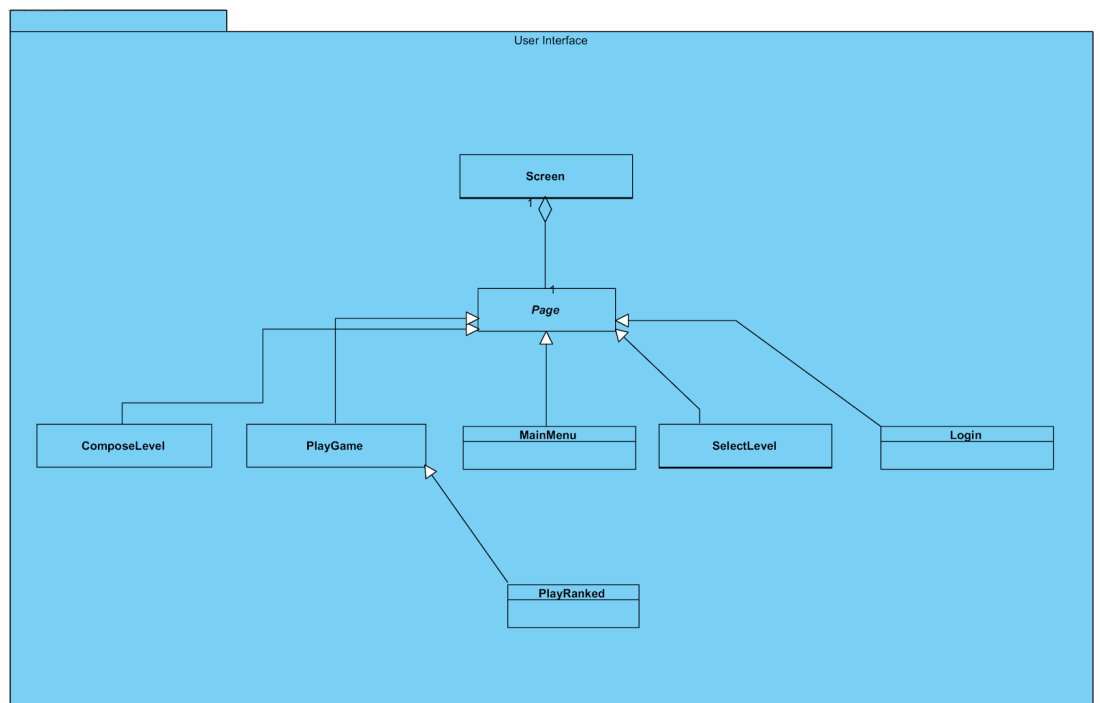 User Interface
Screen
1
1
Page
ComposeLevel
PlayGame
MainMenu
SelectLevel
Login
PlayRanked